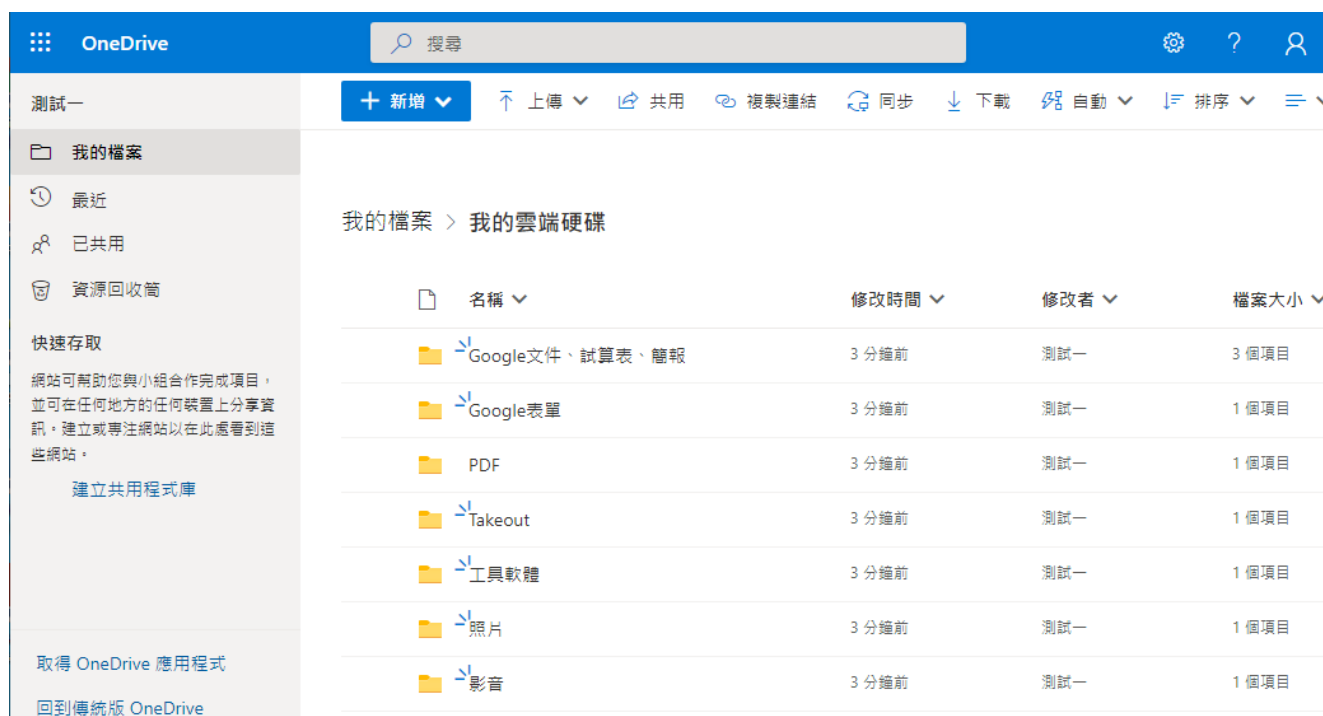 OneDrive
搜尋
測試一
新增 上傳 共用 複製連結 同步 下載 自動 排序
我的檔案
最近
已共用
資源回收筒
快速存取
網站可幫助您與小組合作完成項目，
並可在任何地方的任何裝置上分享資
訊。建立或專注網站以在此處看到這
些網站。
建立共用程式庫
取得 OneDrive 應用程式
回到傳統版 OneDrive
我的檔案 > 我的雲端硬碟
名稱 修改時間 修改者 檔案大小
Google文件、試算表、簡報 3 分鐘前 測試一 3 個項目
Google表單 3 分鐘前 測試一 1 個項目
PDF 3 分鐘前 測試一 1 個項目
Takeout 3 分鐘前 測試一 1 個項目
工具軟體 3 分鐘前 測試一 1 個項目
照片 3 分鐘前 測試一 1 個項目
影音 3 分鐘前 測試一 1 個項目